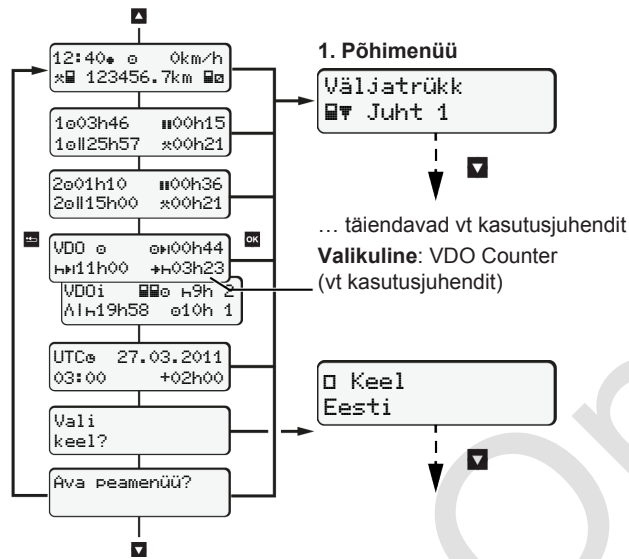 12:40 0km/h
123456.7km
1 03h46 00h15
1 25h57 00h21
2 01h10 00h36
2 15h00 00h21
OK
VDO 00h44
11h00 03h23
VDOi 9h 2
19h58 10h 1
UTC 27.03.2011
03:00 +02h00
Vali
keel?
Ava peamenüü?
1. Põhimenüü
Väljatrükk
Juht 1
… täiendavad vt kasutusjuhendit
Valikuline: VDO Counter
(vt kasutusjuhendit)
Keel
Eesti